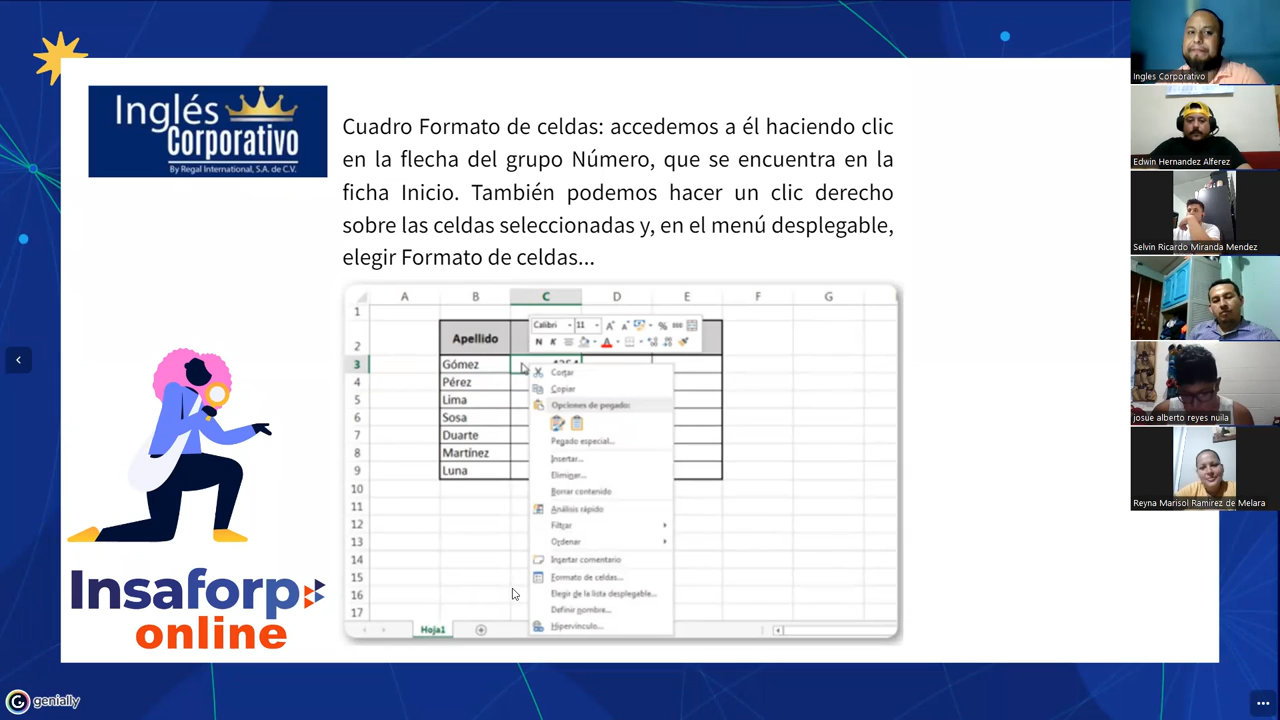 Inglés
Corporativo
By Regal International, S.A. de C.V.
Cuadro Formato de celdas: accedemos a él haciendo clic
en la flecha del grupo Número, que se encuentra en la
ficha Inicio. También podemos hacer un clic derecho
sobre las celdas seleccionadas y, en el menú desplegable,
elegir Formato de celdas...
A B C D E F G
1
Calibri 11 A A % 000
N K A
2 Apellido
3 Gómez
4 Pérez
5 Lima
6 Sosa
7 Duarte
8 Martínez
9 Luna
10
11
12
13
14
15
16
17
Cortar
Copiar
Opciones de pegado:
Pegado especial...
Insertar...
Eliminar...
Borrar contenido
Análisis rápido
Filtrar
Ordenar
Insertar comentario
Formato de celdas...
Elegir de la lista desplegable...
Definir nombre...
Hipervínculo...
Hoja1
Insaforp
online
genially
Ingles Corporativo
Edwin Hernandez Alferez
Selvin Ricardo Miranda Mendez
josue alberto reyes nuila
Reyna Marisol Ramirez de Melara